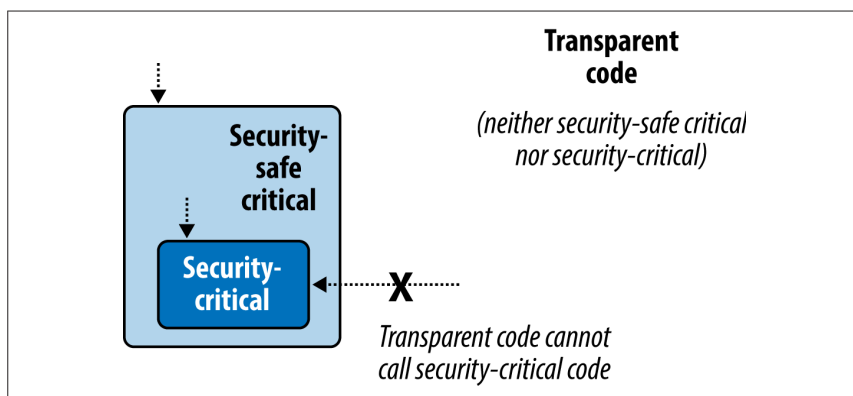 Transparent
code
(neither security-safe critical
nor security-critical)
Security-
safe
critical
Security-
critical
X
Transparent code cannot
call security-critical code